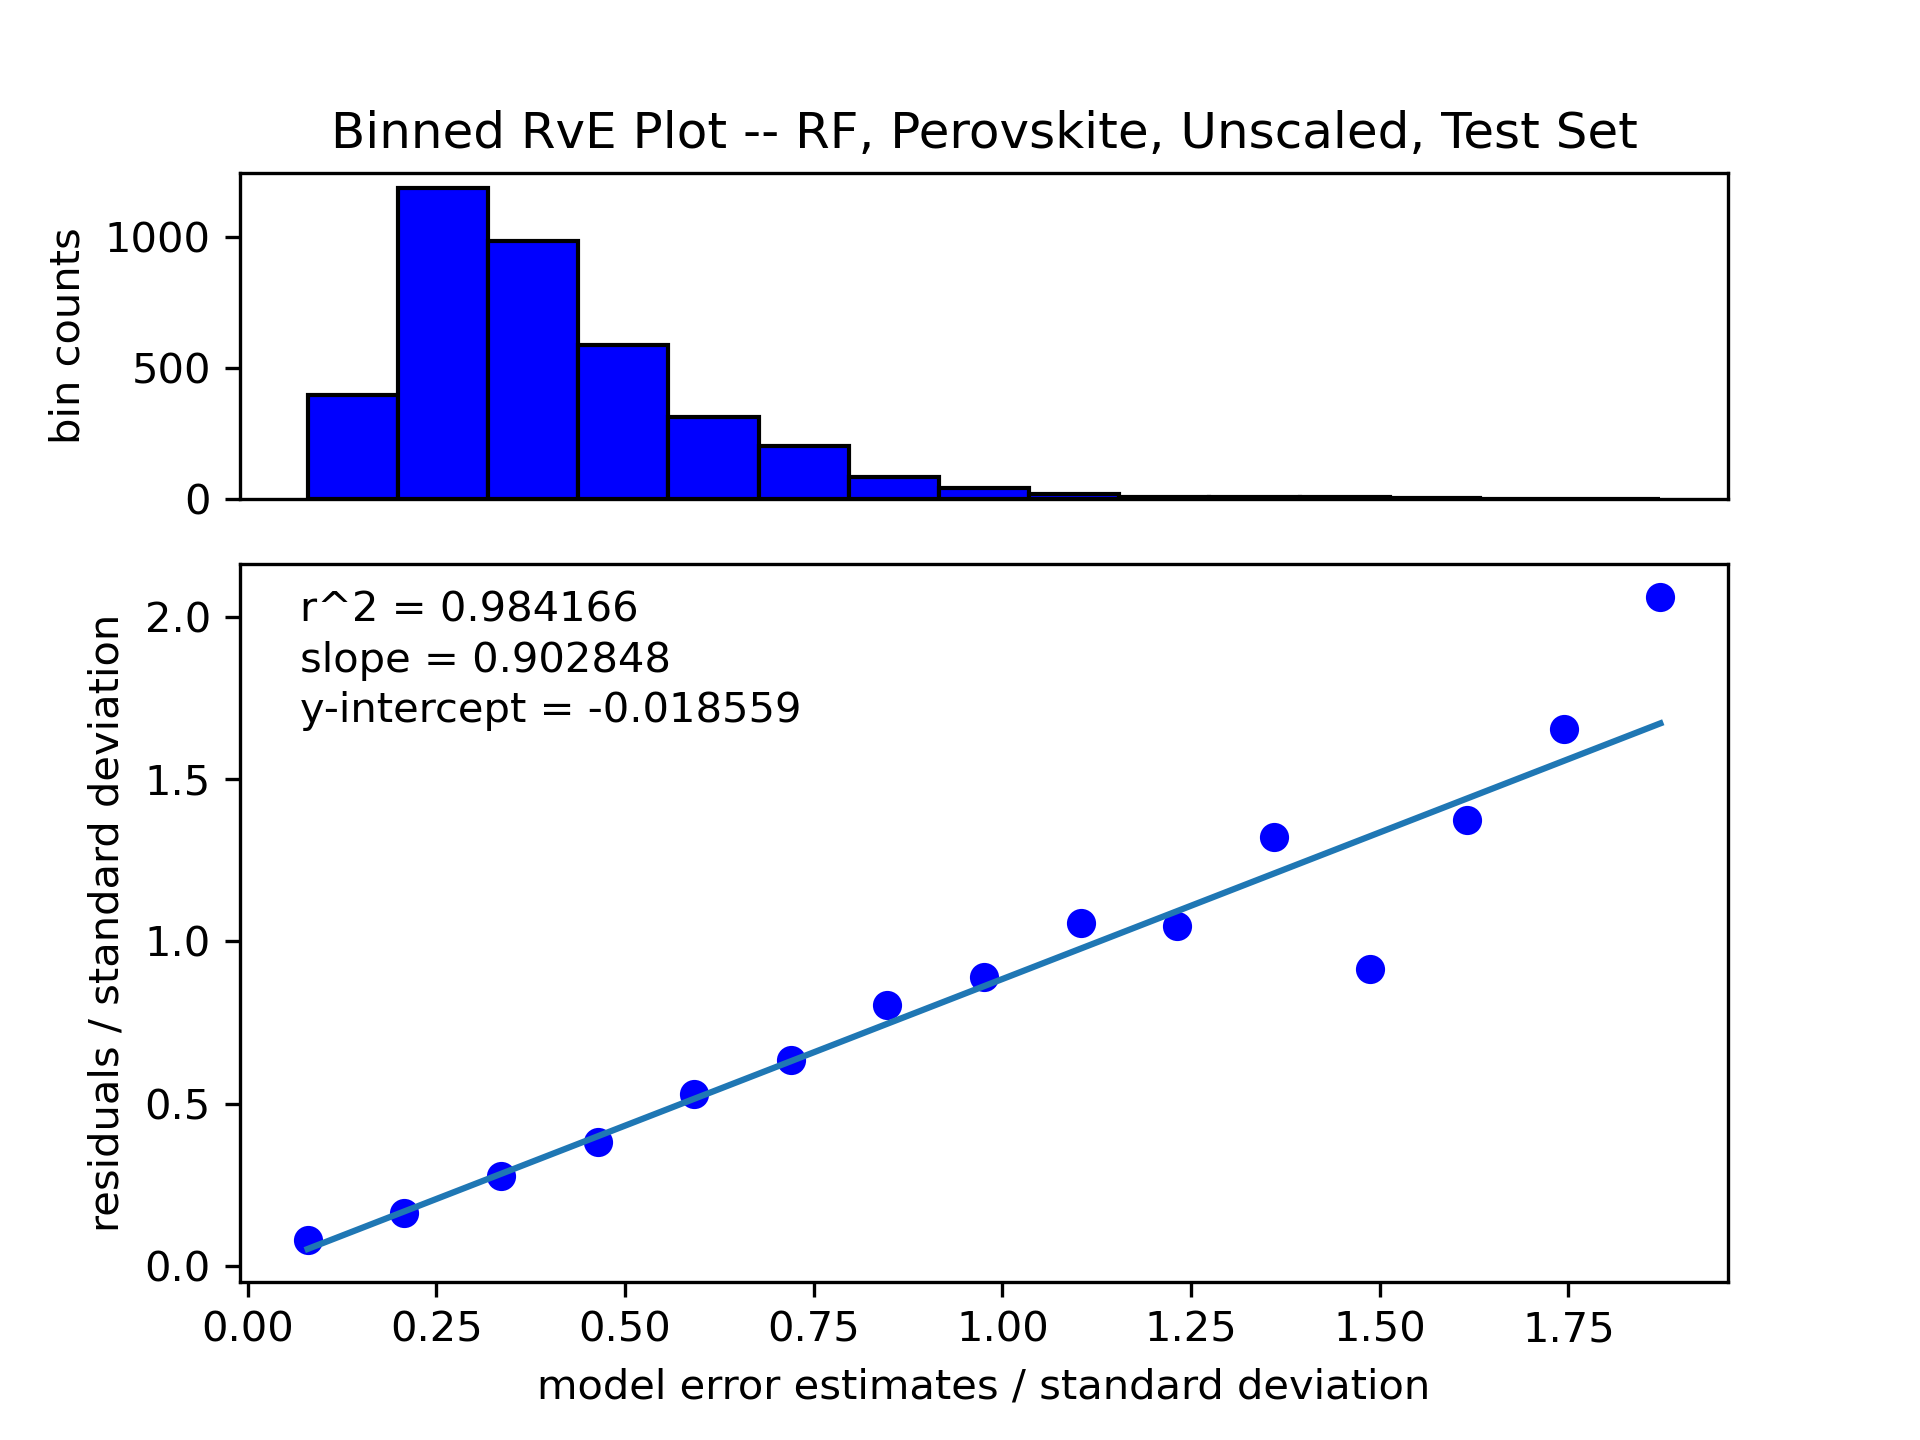 Binned RvE Plot -- RF, Perovskite, Unscaled, Test Set
bin counts
1000
500
0
r^2 = 0.984166
slope = 0.902848
y-intercept = -0.018559
residuals / standard deviation
2.0
1.5
1.0
0.5
0.0
0.00 0.25 0.50 0.75 1.00 1.25 1.50 1.75
model error estimates / standard deviation